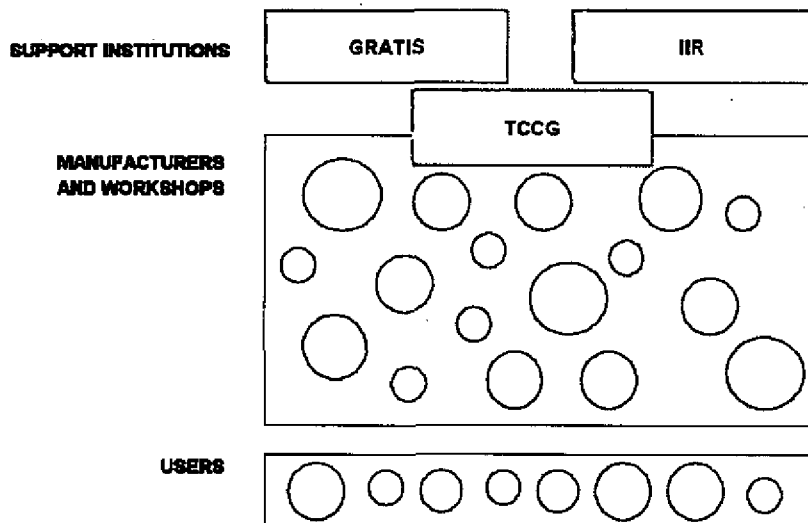 SUPPORT INSTITUTIONS
GRATIS
IIR
TCCG
MANUFACTURERS
AND WORKSHOPS
USERS